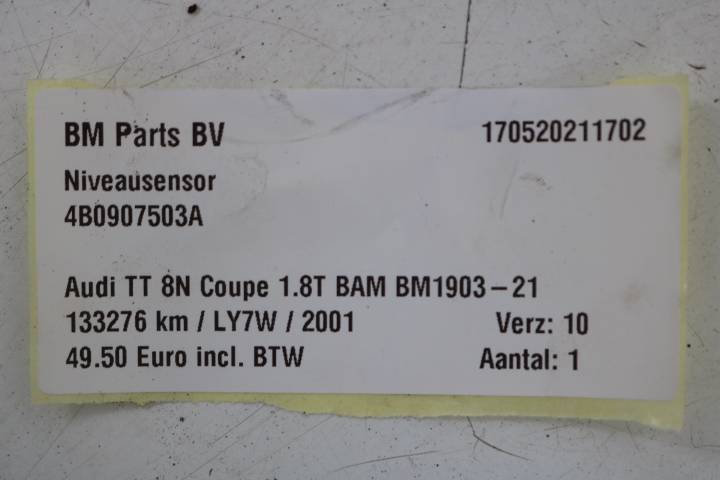 BM Parts BV 170520211702
Niveausensor
4B0907503A
Audi TT 8N Coupe 1.8T BAM BM1903-21
133276 km / LY7W / 2001 Verz: 10
49.50 Euro incl. BTW Aantal: 1